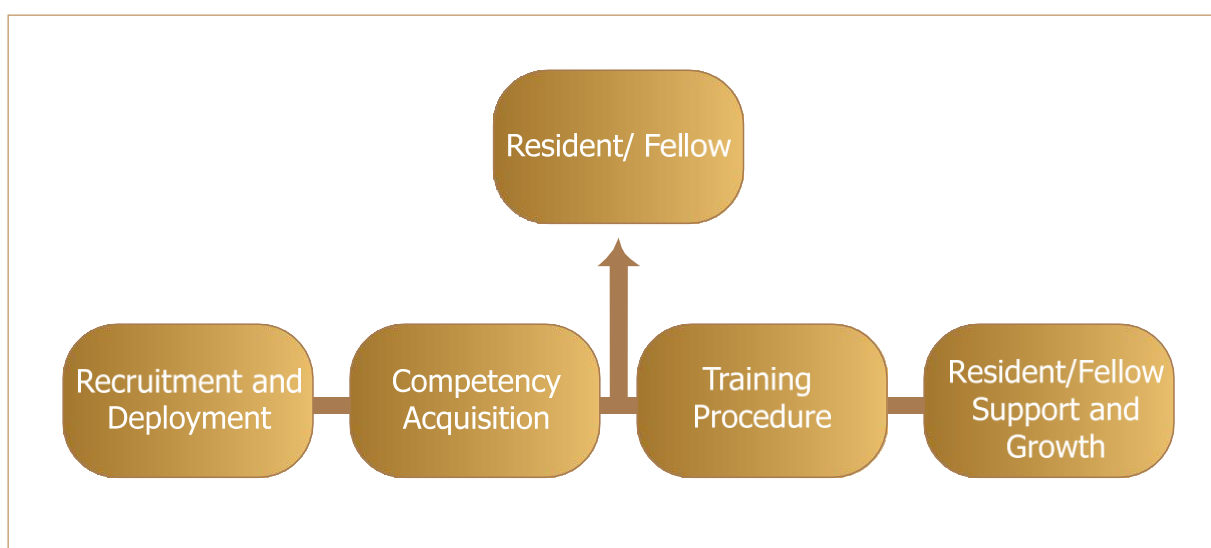 Resident/ Fellow
Recruitment and
Deployment
Competency
Acquisition
Training
Procedure
Resident/Fellow
Support and
Growth